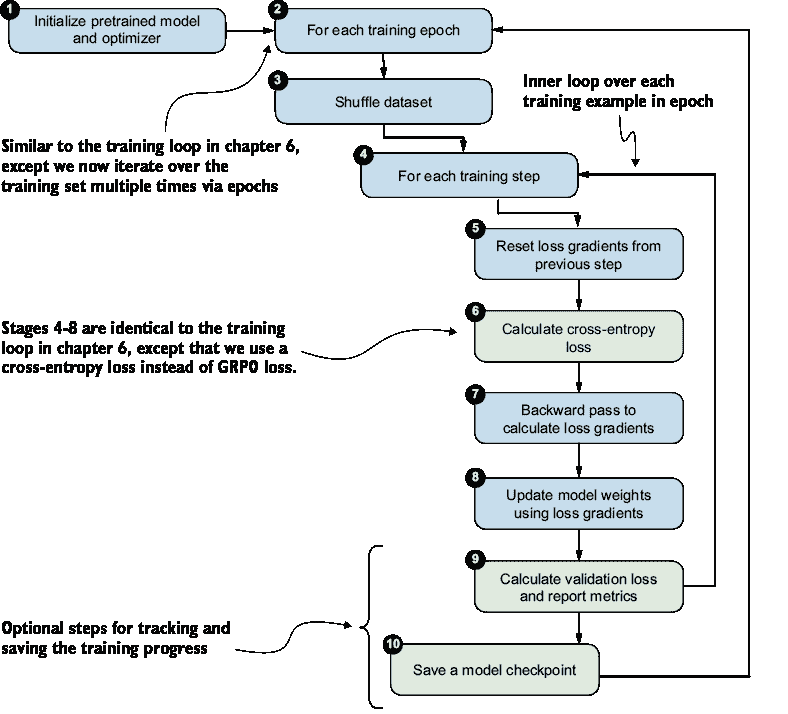 1
Initialize pretrained model
and optimizer
2
For each training epoch
3
Shuffle dataset
Inner loop over each
training example in epoch
Similar to the training loop in chapter 6,
except we now iterate over the
training set multiple times via epochs
4
For each training step
5
Reset loss gradients from
previous step
Stages 4-8 are identical to the training
loop in chapter 6, except that we use a
cross-entropy loss instead of GRPO loss.
6
Calculate cross-entropy
loss
7
Backward pass to
calculate loss gradients
8
Update model weights
using loss gradients
9
Calculate validation loss
and report metrics
Optional steps for tracking and
saving the training progress
10
Save a model checkpoint